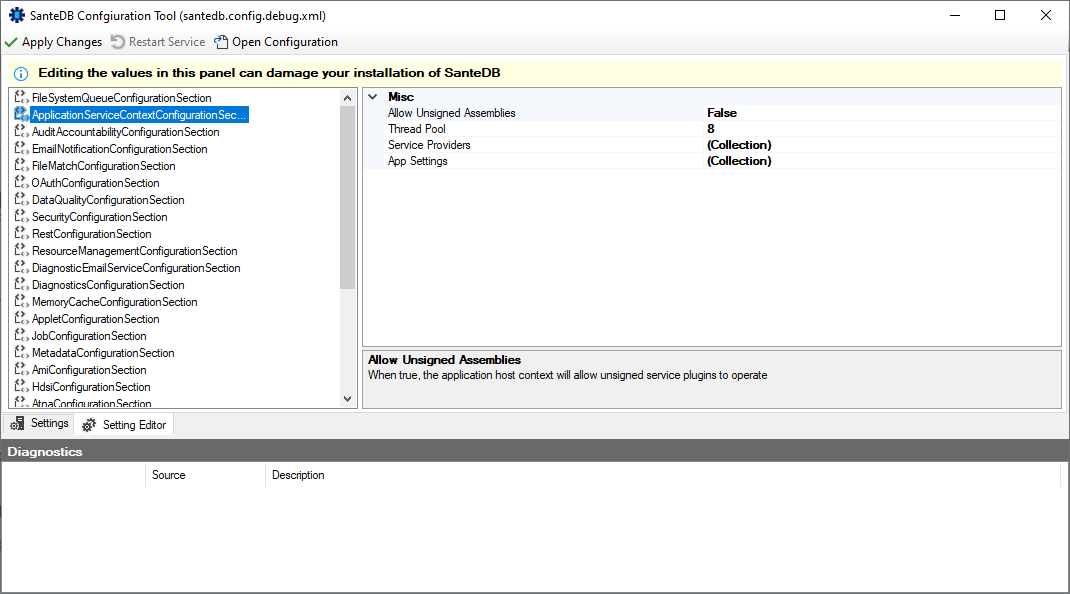 SanteDB Confgiuration Tool (santedb.config.debug.xml)
Apply Changes Restart Service Open Configuration
Editing the values in this panel can damage your installation of SanteDB
FileSystemQueueConfigurationSection
ApplicationServiceContextConfigurationSec...
AuditAccountabilityConfigurationSection
EmailNotificationConfigurationSection
FileMatchConfigurationSection
OAuthConfigurationSection
DataQualityConfigurationSection
SecurityConfigurationSection
RestConfigurationSection
ResourceManagementConfigurationSection
DiagnosticEmailServiceConfigurationSection
DiagnosticsConfigurationSection
MemoryCacheConfigurationSection
AppletConfigurationSection
JobConfigurationSection
MetadataConfigurationSection
AmiConfigurationSection
HdsiConfigurationSection
AtnaConfigurationSection
Misc
Allow Unsigned Assemblies False
Thread Pool 8
Service Providers (Collection)
App Settings (Collection)
Allow Unsigned Assemblies
When true, the application host context will allow unsigned service plugins to operate
Settings Setting Editor
Diagnostics
Source Description